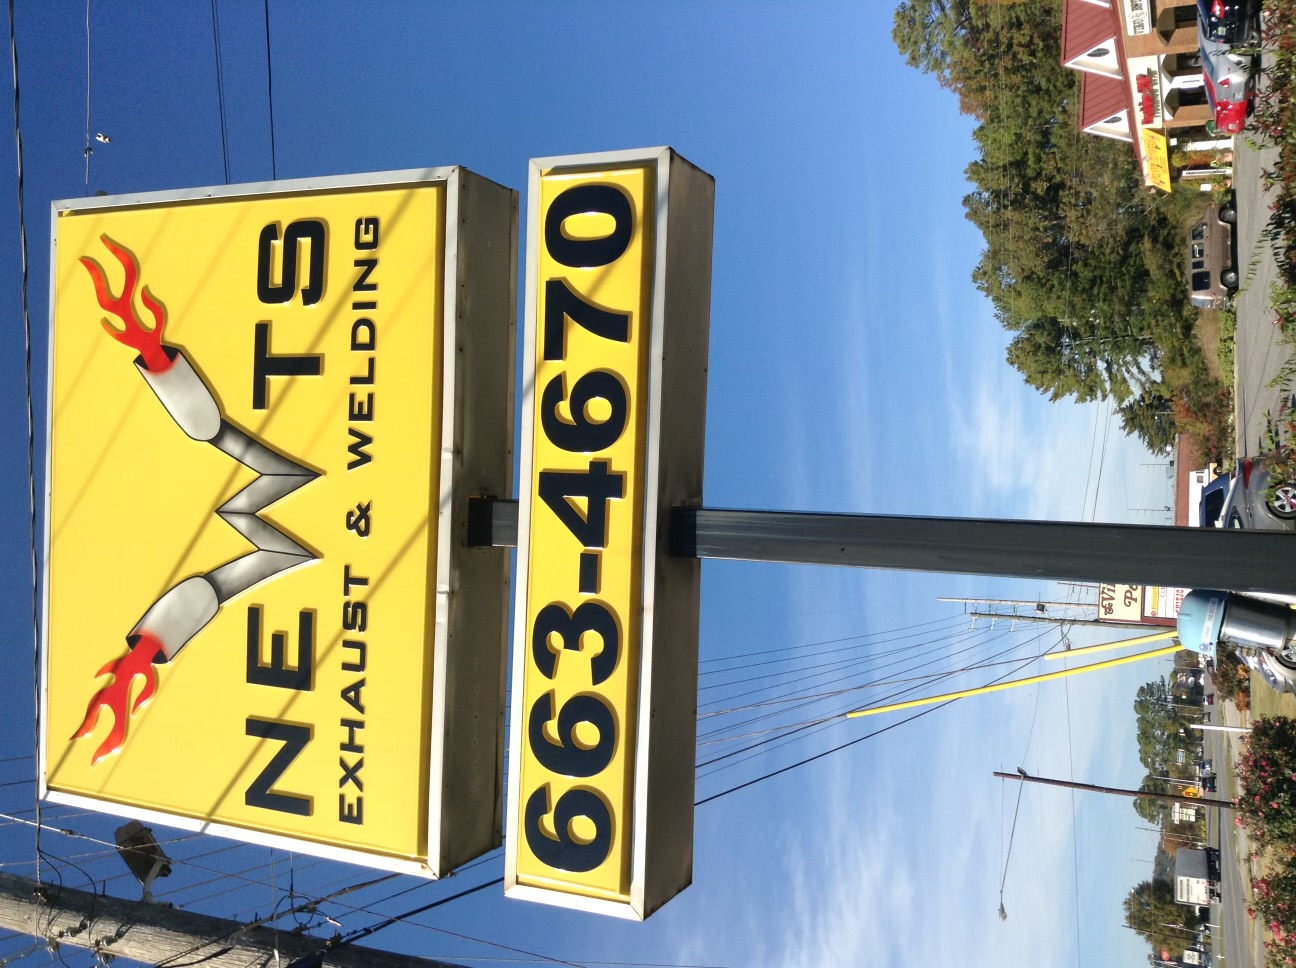 NEWTS
EXHAUST & WELDING
663-4670